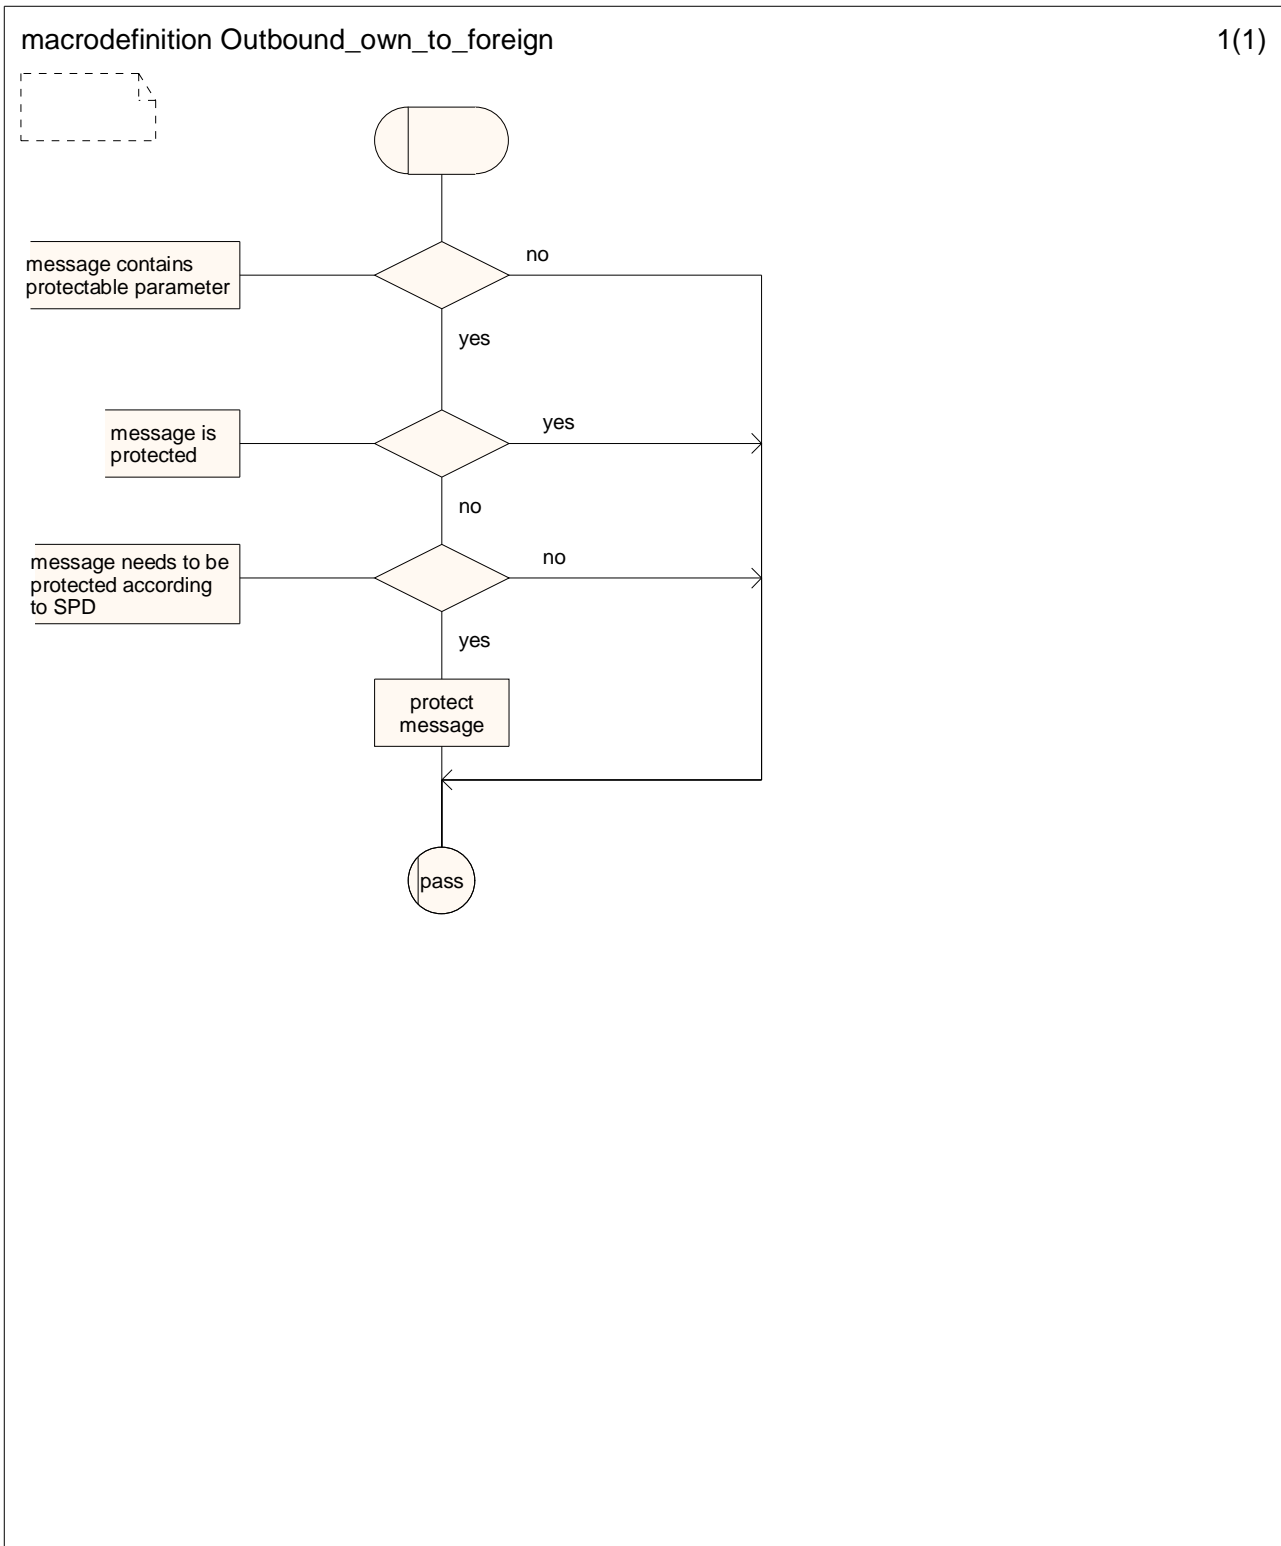 macrodefinition Outbound_own_to_foreign
1(1)
no
message contains
protectable parameter
yes
yes
message is
protected
no
no
message needs to be
protected according
to SPD
yes
protect
message
pass